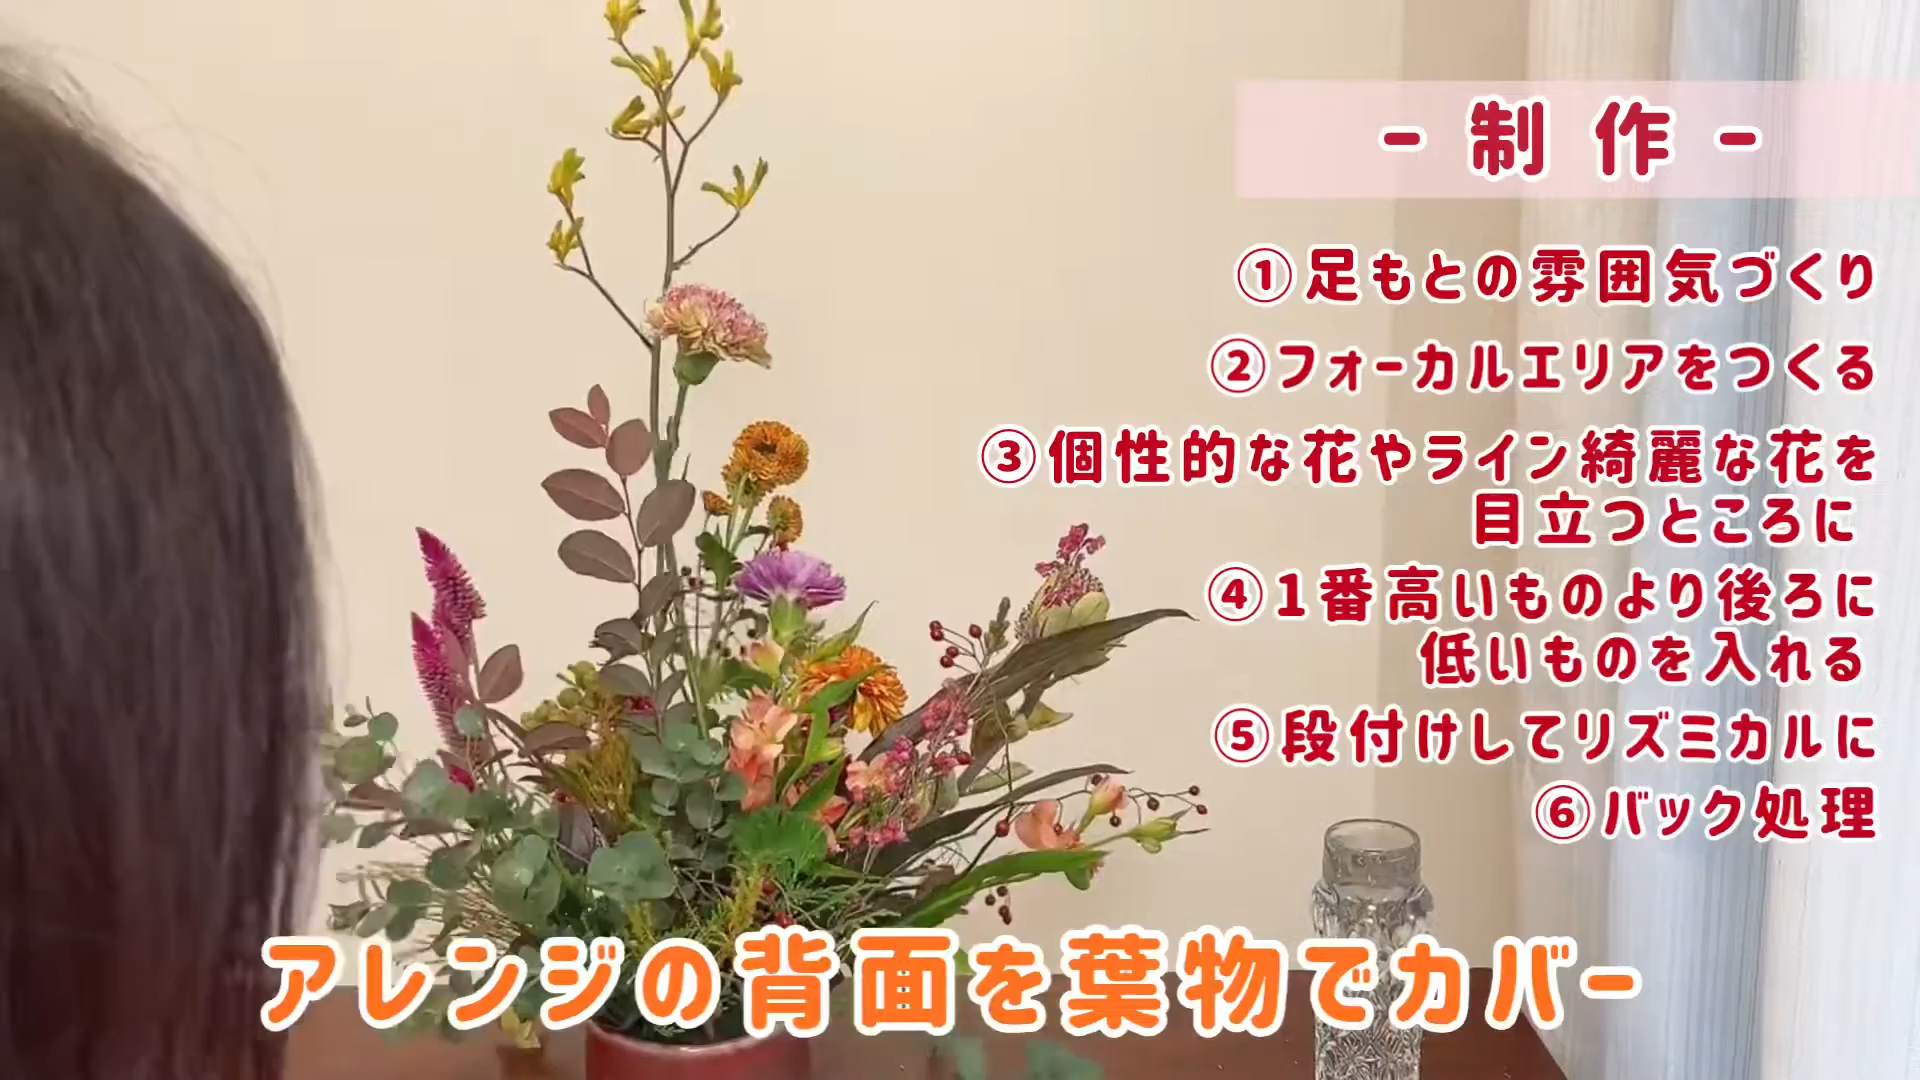 - 制作 -
①足もとの雰囲気づくり
②フォーカルエリアをつくる
③個性的な花やライン綺麗な花を
目立つところに
④1番高いものより後ろに
低いものを入れる
⑤段付けしてリズミカルに
⑥バック処理
アレンジの背面を葉物でカバー